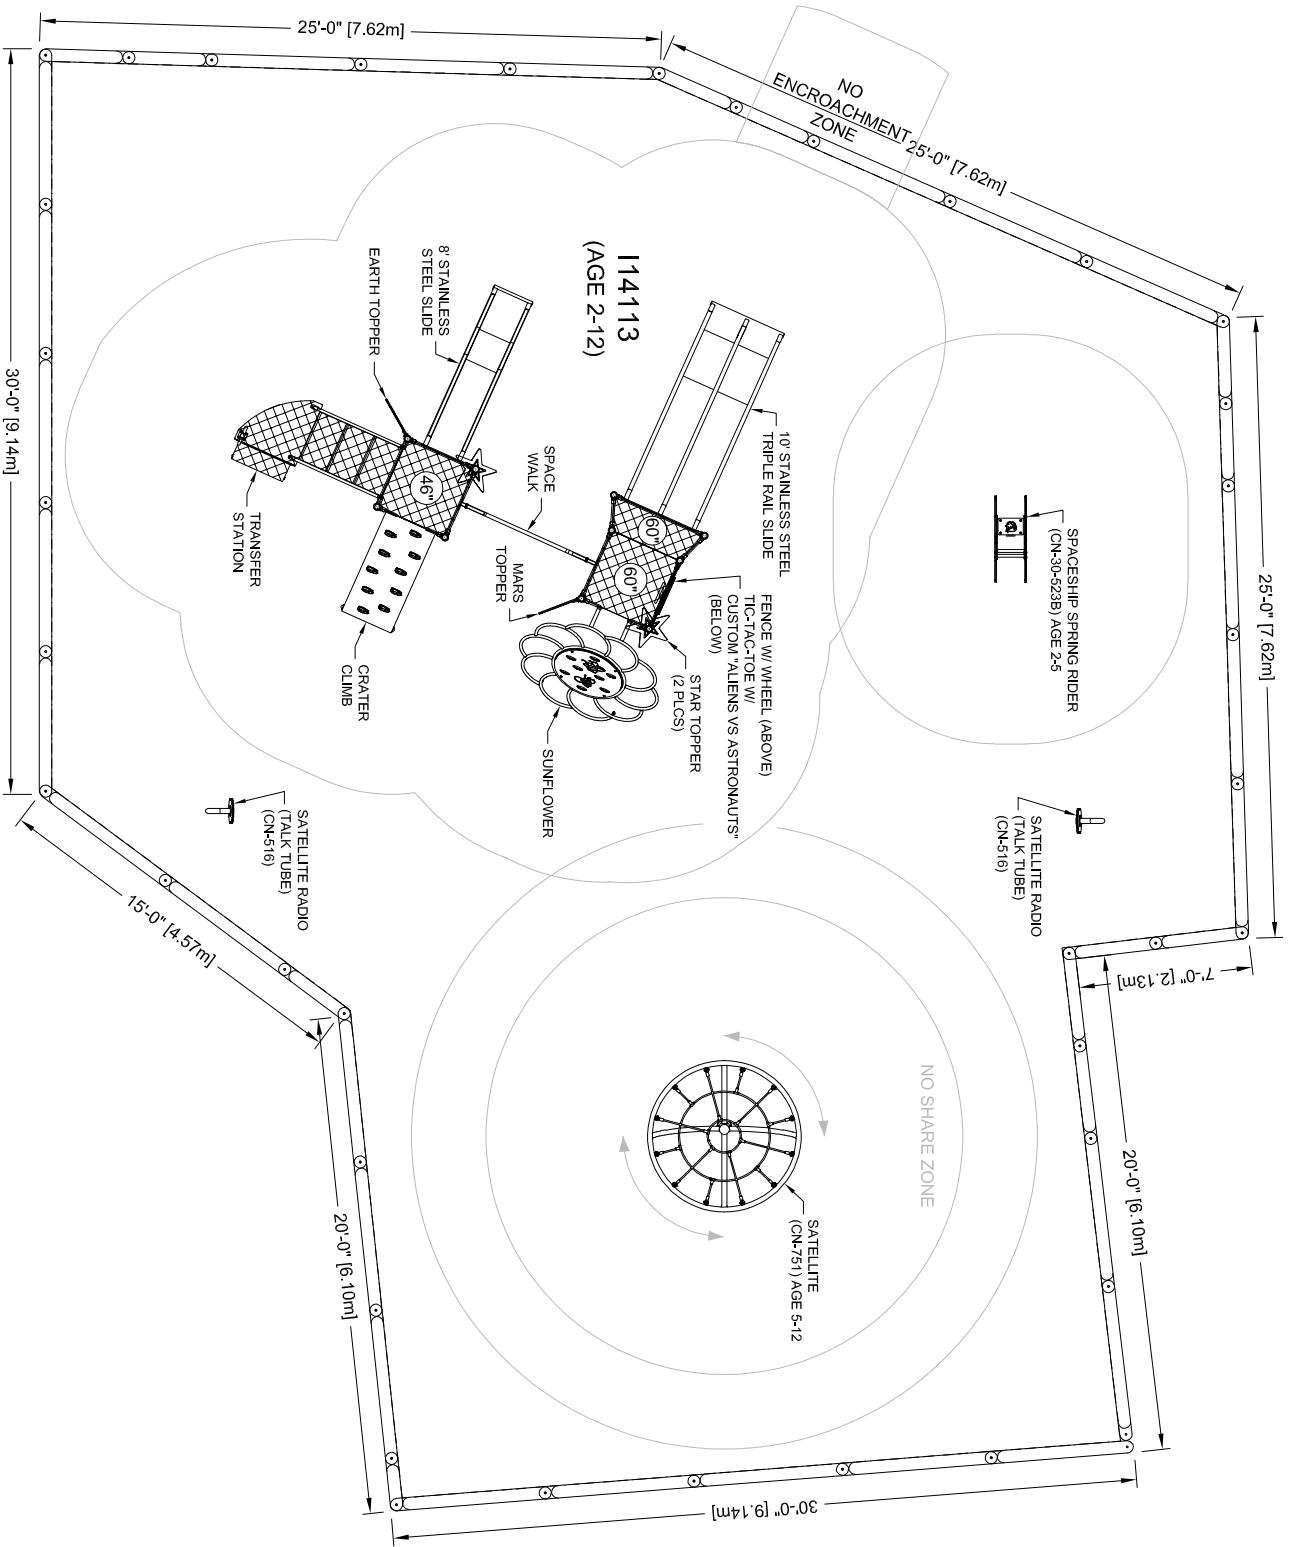 25'-0" [7.62m]
NO
ENCROACHMENT
ZONE
25'-0" [7.62m]
25'-0" [7.62m]
7'-0" [2.13m]
20'-0" [6.10m]
30'-0" [9.14m]
20'-0" [6.10m]
15'-0" [4.57m]
30'-0" [9.14m]
I14113
(AGE 2-12)
8' STAINLESS
STEEL SLIDE
EARTH TOPPER
TRANSFER
STATION
46"
SPACE
WALK
CRATER
CLIMB
MARS
TOPPER
10' STAINLESS STEEL
TRIPLE RAIL SLIDE
60"
60"
FENCE W/ WHEEL (ABOVE)
TIC-TAC-TOE W/
CUSTOM "ALIENS VS ASTRONAUTS"
(BELOW)
STAR TOPPER
(2 PLCS)
SUNFLOWER
SPACESHIP SPRING RIDER
(CN-30-523B) AGE 2-5
SATELLITE RADIO
(TALK TUBE)
(CN-516)
SATELLITE RADIO
(TALK TUBE)
(CN-516)
NO SHARE ZONE
SATELLITE
(CN-751) AGE 5-12